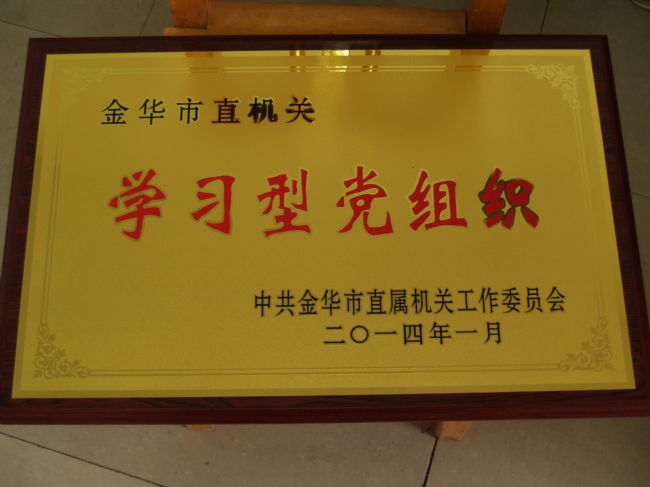 金华市直机关
学习型党组织
中共金华市直属机关工作委员会
二〇一四年一月